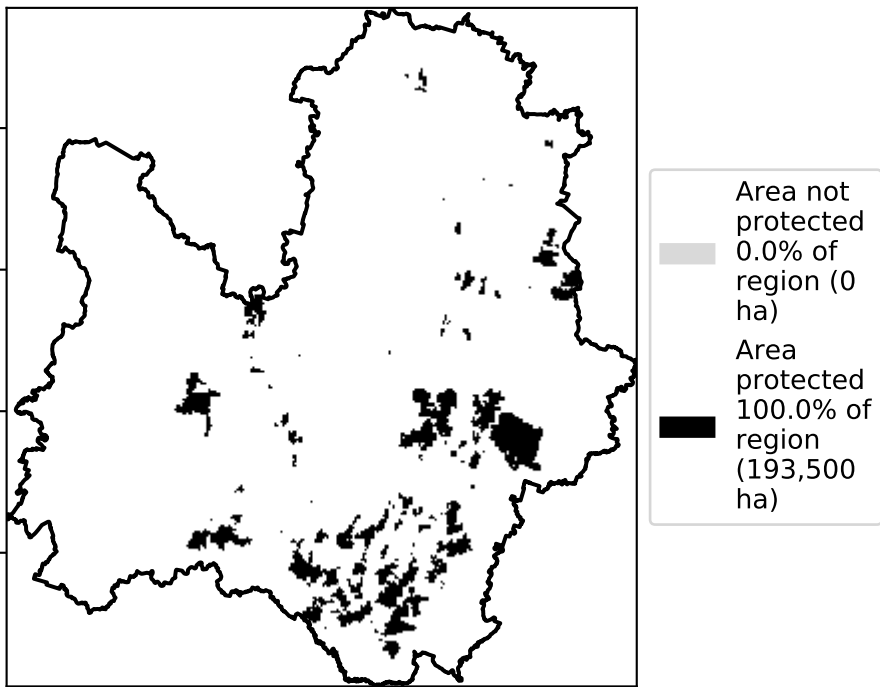 Area not
protected
0.0% of
region (0
ha)
Area
protected
100.0% of
region
(193,500
ha)